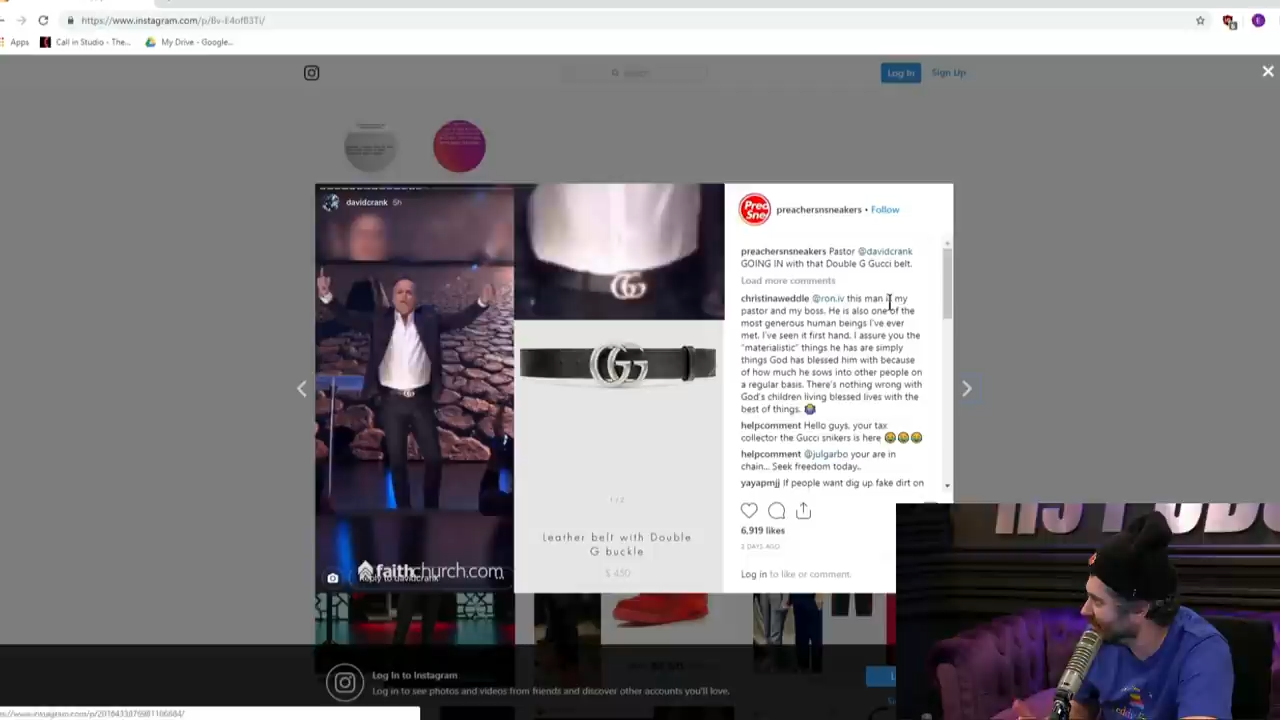 https://www.instagram.com/p/Bv-E4ofB3Ti/
Apps
Call in Studio - The...
My Drive - Google...
Log In
Sign Up
davidcrank 5h
preachersnsneakers • Follow
preachersnsneakers Pastor @davidcrank
GOING IN with that Double G Gucci belt.
Load more comments
christinaweddle @ron.iv this man is my
pastor and my boss. He is also one of the
most generous human beings I've ever
met. I've seen it first hand. I assure you the
"materialistic" things he has are simply
things God has blessed him with because
of how much he sows into other people on
a regular basis. There's nothing wrong with
God's children living blessed lives with the
best of things.
helpcomment Hello guys, your tax
collector the Gucci snikers is here
helpcomment @julgarbo your are in
chain... Seek freedom today..
yayapmjj If people want dig up fake dirt on
1 / 2
Leather belt with Double
G buckle
$ 450
faithchurch.com
Reply to davidcrank
6,919 likes
2 DAYS AGO
Log in to like or comment.
Log In to Instagram
Log in to see photos and videos from friends and discover other accounts you'll love.